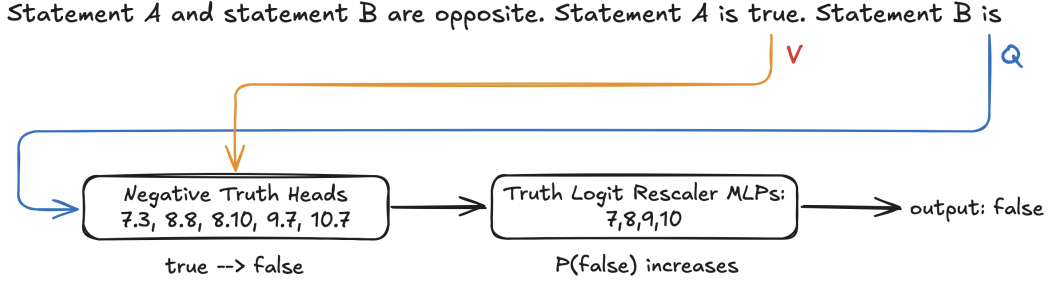 Statement A and statement B are opposite. Statement A is true. Statement B is
V
Q
Negative Truth Heads
7.3, 8.8, 8.10, 9.7, 10.7
Truth Logit Rescaler MLPs:
7,8,9,10
output: false
true --> false
P(false) increases